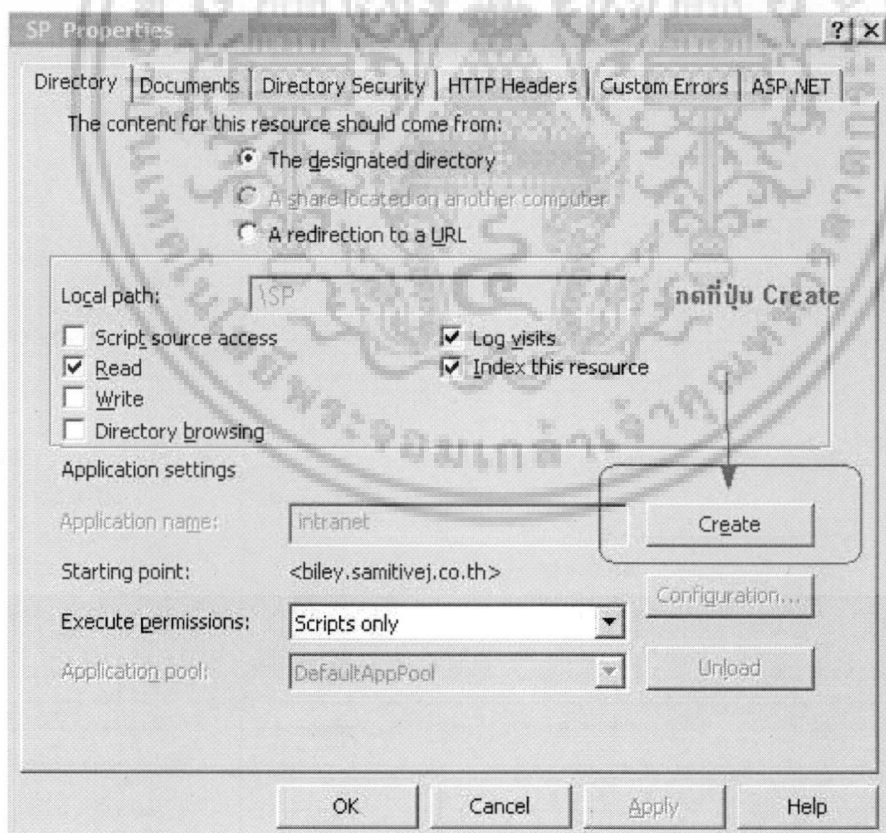 SP Properties
? X
Directory Documents Directory Security HTTP Headers Custom Errors ASP.NET
The content for this resource should come from:
The designated directory
A share located on another computer
A redirection to a URL
Local path: \SP กดที่ปุ่ม Create
Script source access Log visits
Read Index this resource
Write
Directory browsing
Application settings
Application name: intranet Create
Starting point: <biley.samitivej.co.th>
Configuration...
Execute permissions: Scripts only
Application pool: DefaultAppPool Unload
OK Cancel Apply Help